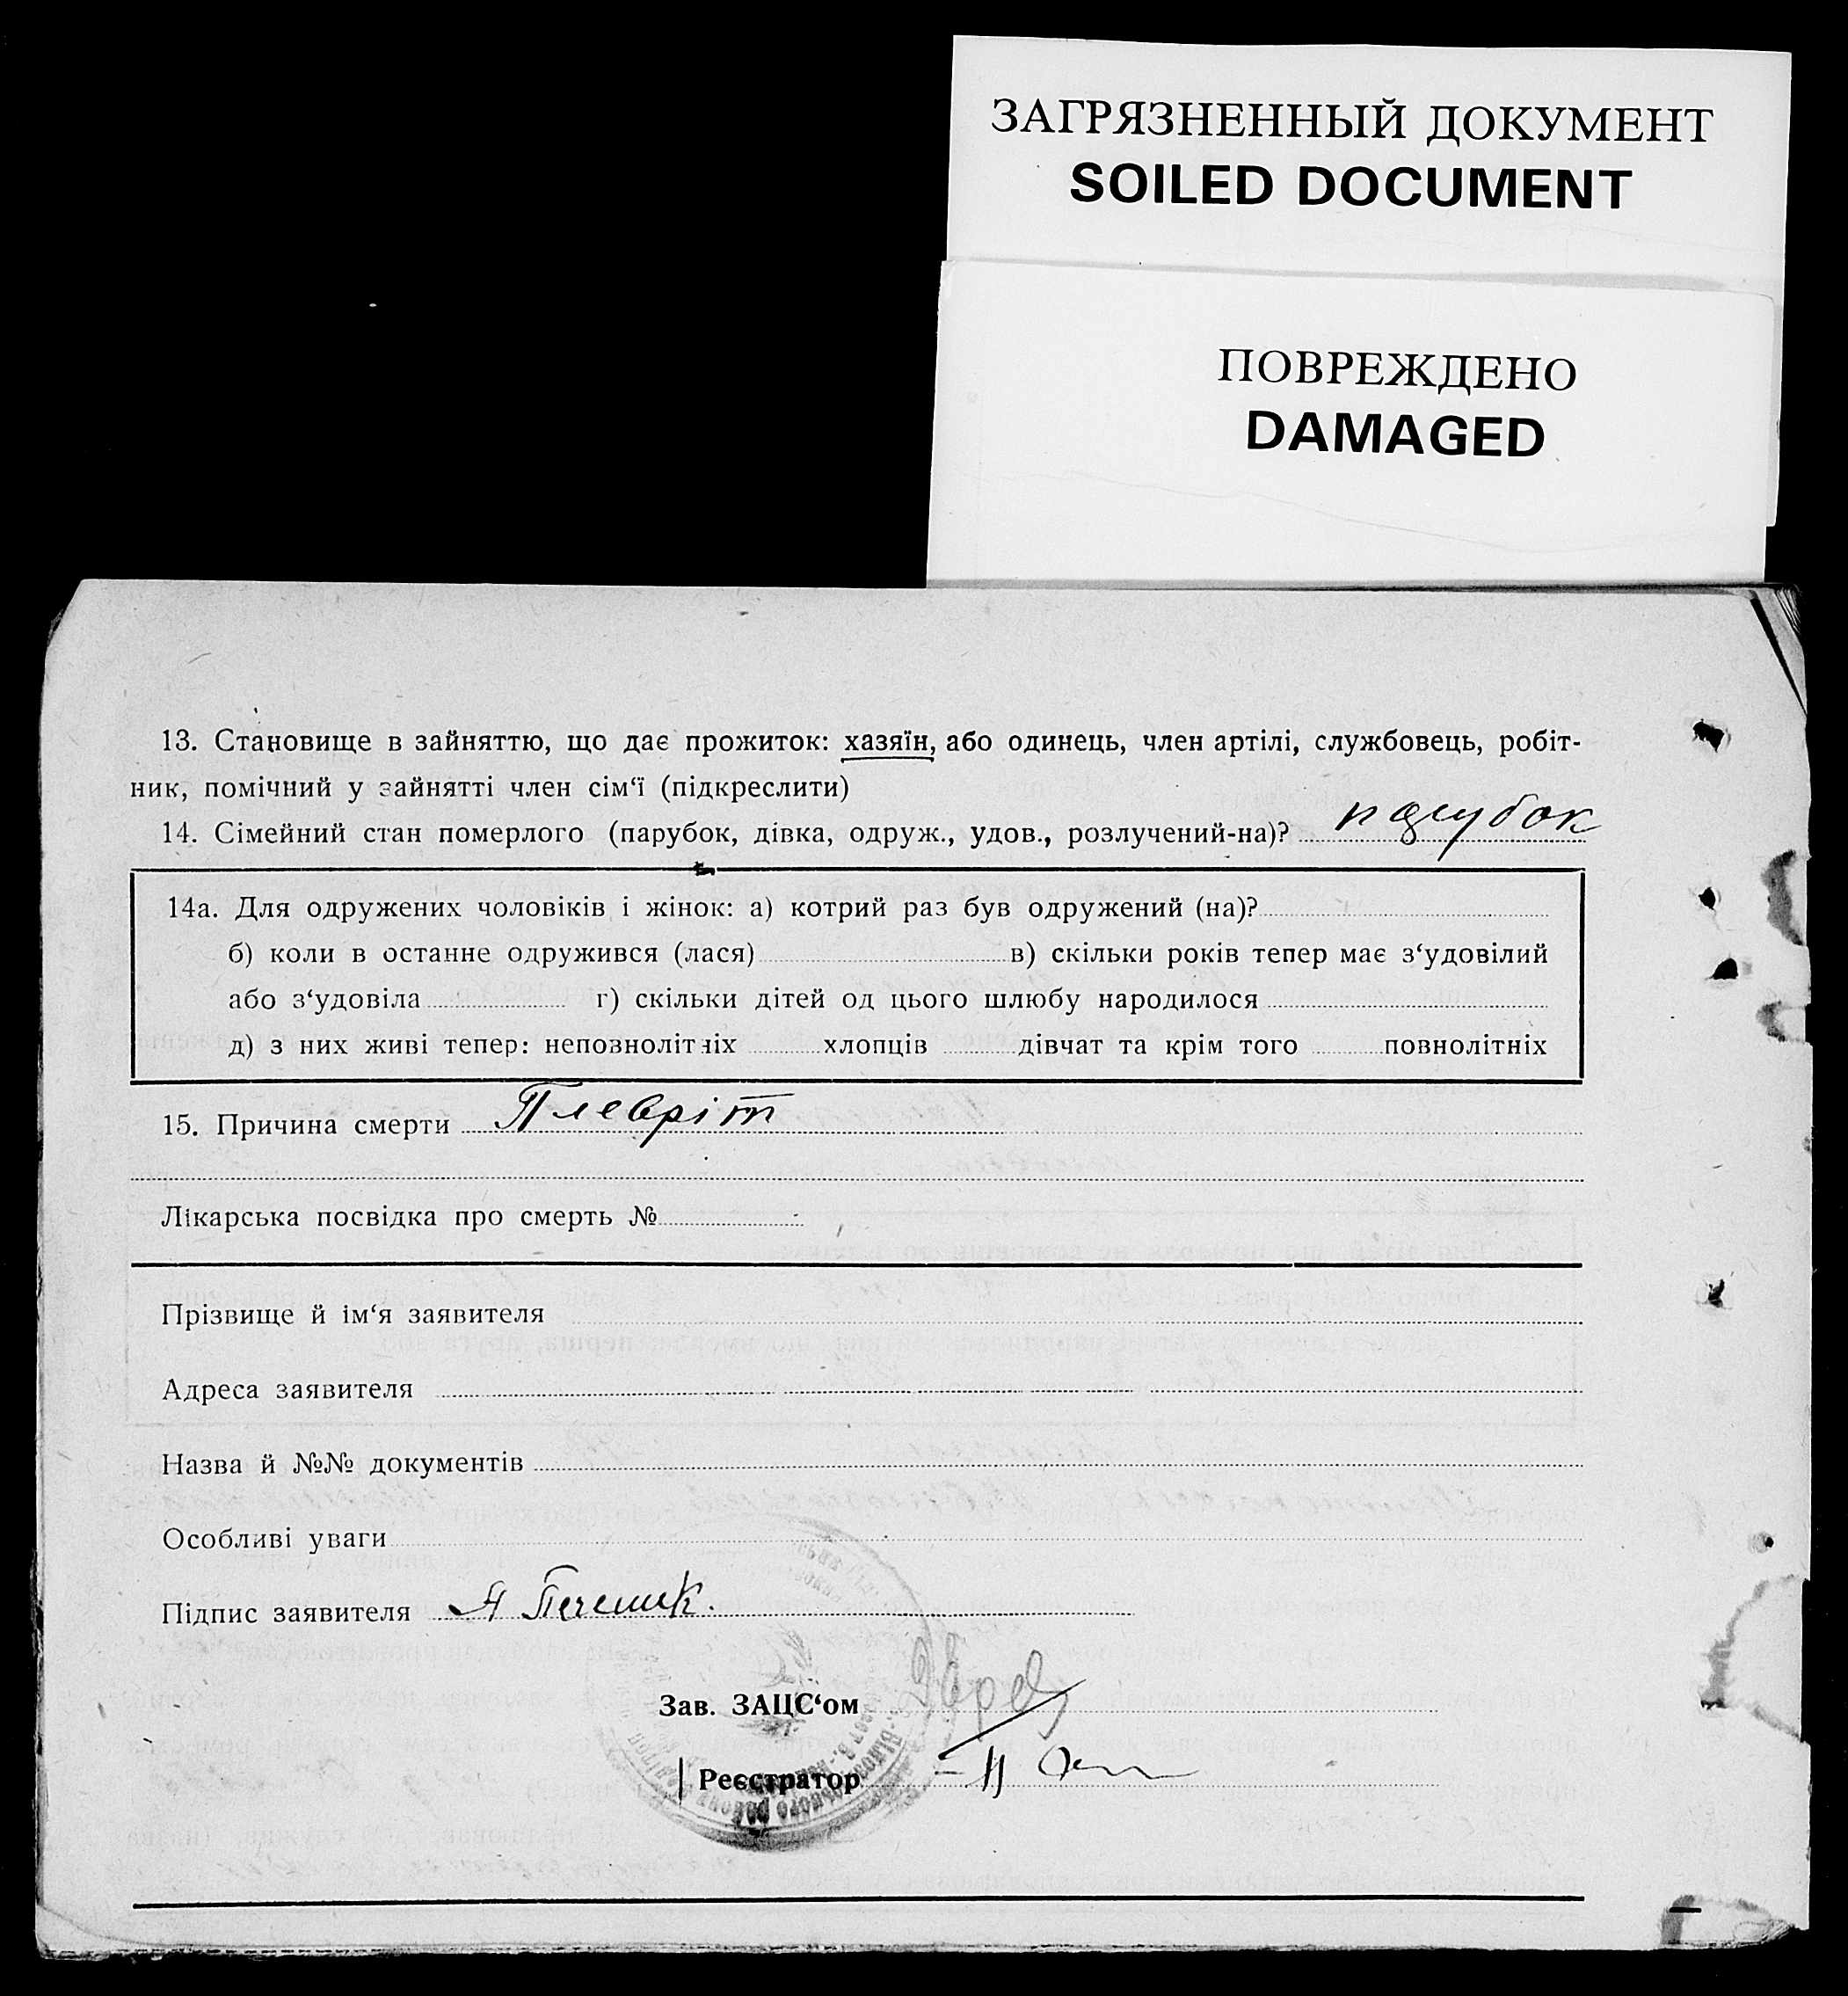 ЗАГРЯЗНЕННЫЙ ДОКУМЕНТ
SOILED DOCUMENT
ПОВРЕЖДЕНО
DAMAGED
13. Становище в зайняттю, що дає прожиток: хазяїн, або одинець, член артілі, службовець, робіт-
ник, помічний у зайнятті член сім‘ї (підкреслити)
14. Сімейний стан померлого (парубок, дівка, одруж., удов., розлучений-на)? парубок
14а. Для одружених чоловіків і жінок: а) котрий раз був одружений (на)?
б) коли в останне одружився (лася) в) скільки років тепер має з‘удовілий
або з‘удовіла г) скільки дітей од цього шлюбу народилося
д) з них живі тепер: неповнолітніх хлопців дівчат та крім того повнолітніх
15. Причина смерти Плевріт
Лікарська посвідка про смерть №
Прізвище й ім‘я заявителя
Адреса заявителя
Назва й №№ документів
Особливі уваги
Підпис заявителя
Зав. ЗАЦС‘ом
Реєстратор